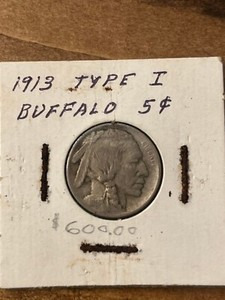 1913 TYPE I
BUFFALO 5¢
600.00